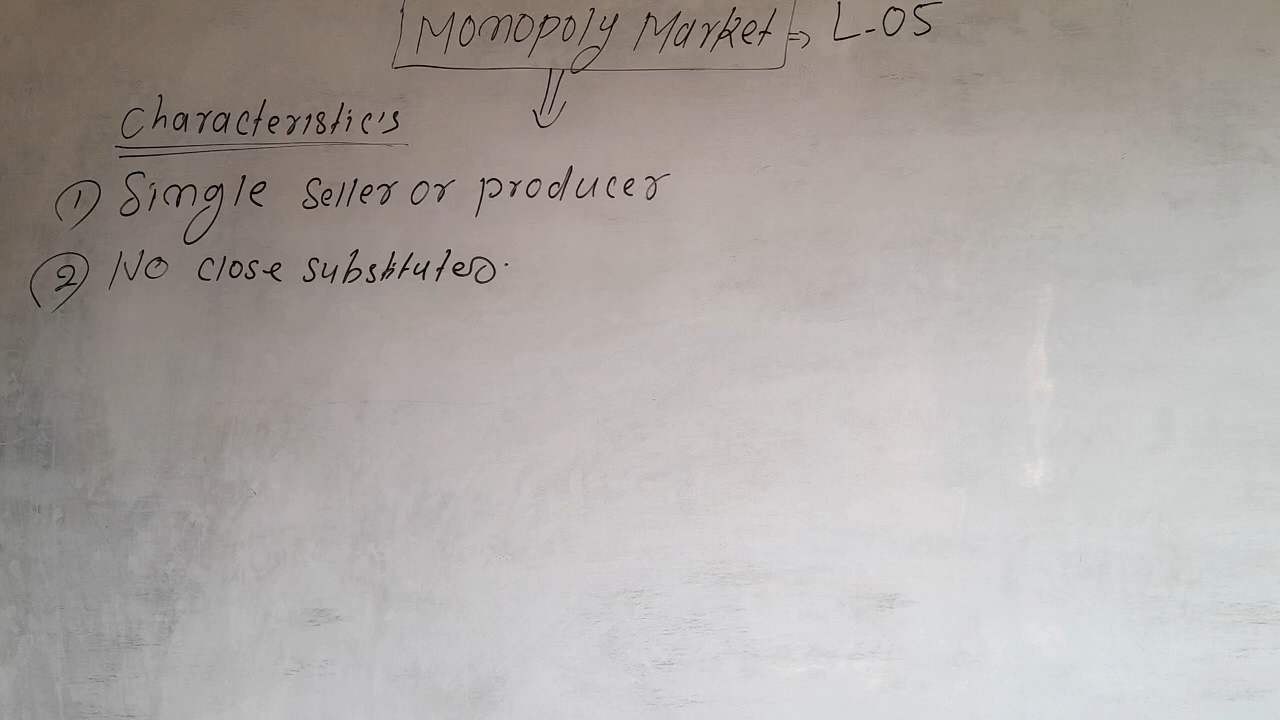 Monopoly Market => L-05
Characteristic's
① Single Seller or producer
② No close substitutes.